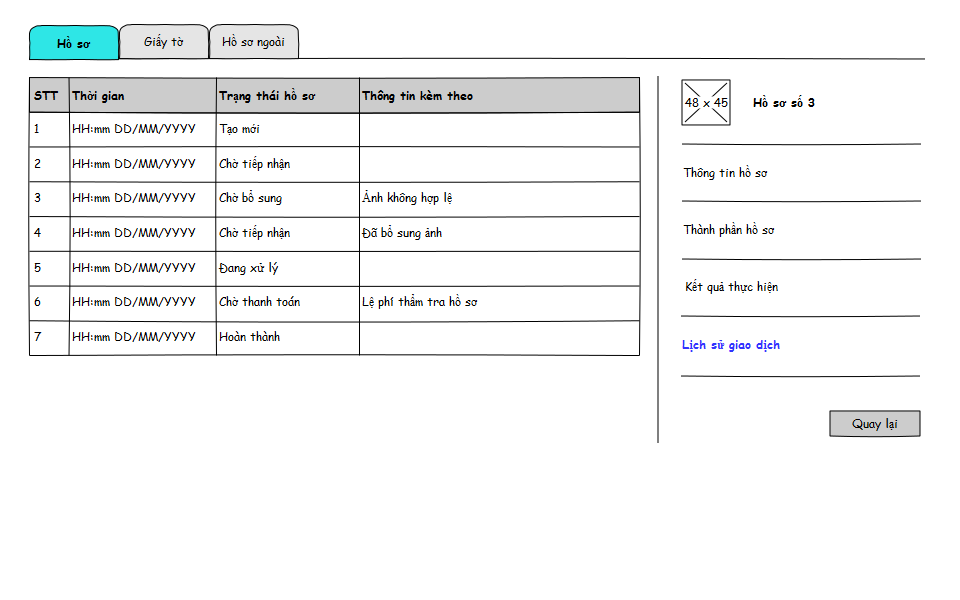 Hồ sơ Giấy tờ Hồ sơ ngoài
STT Thời gian Trạng thái hồ sơ Thông tin kèm theo
1 HH:mm DD/MM/YYYY Tạo mới
2 HH:mm DD/MM/YYYY Chờ tiếp nhận
3 HH:mm DD/MM/YYYY Chờ bổ sung Ảnh không hợp lệ
4 HH:mm DD/MM/YYYY Chờ tiếp nhận Đã bổ sung ảnh
5 HH:mm DD/MM/YYYY Đang xử lý
6 HH:mm DD/MM/YYYY Chờ thanh toán Lệ phí thẩm tra hồ sơ
7 HH:mm DD/MM/YYYY Hoàn thành
48 x 45 Hồ sơ số 3
Thông tin hồ sơ
Thành phần hồ sơ
Kết quả thực hiện
Lịch sử giao dịch
Quay lại